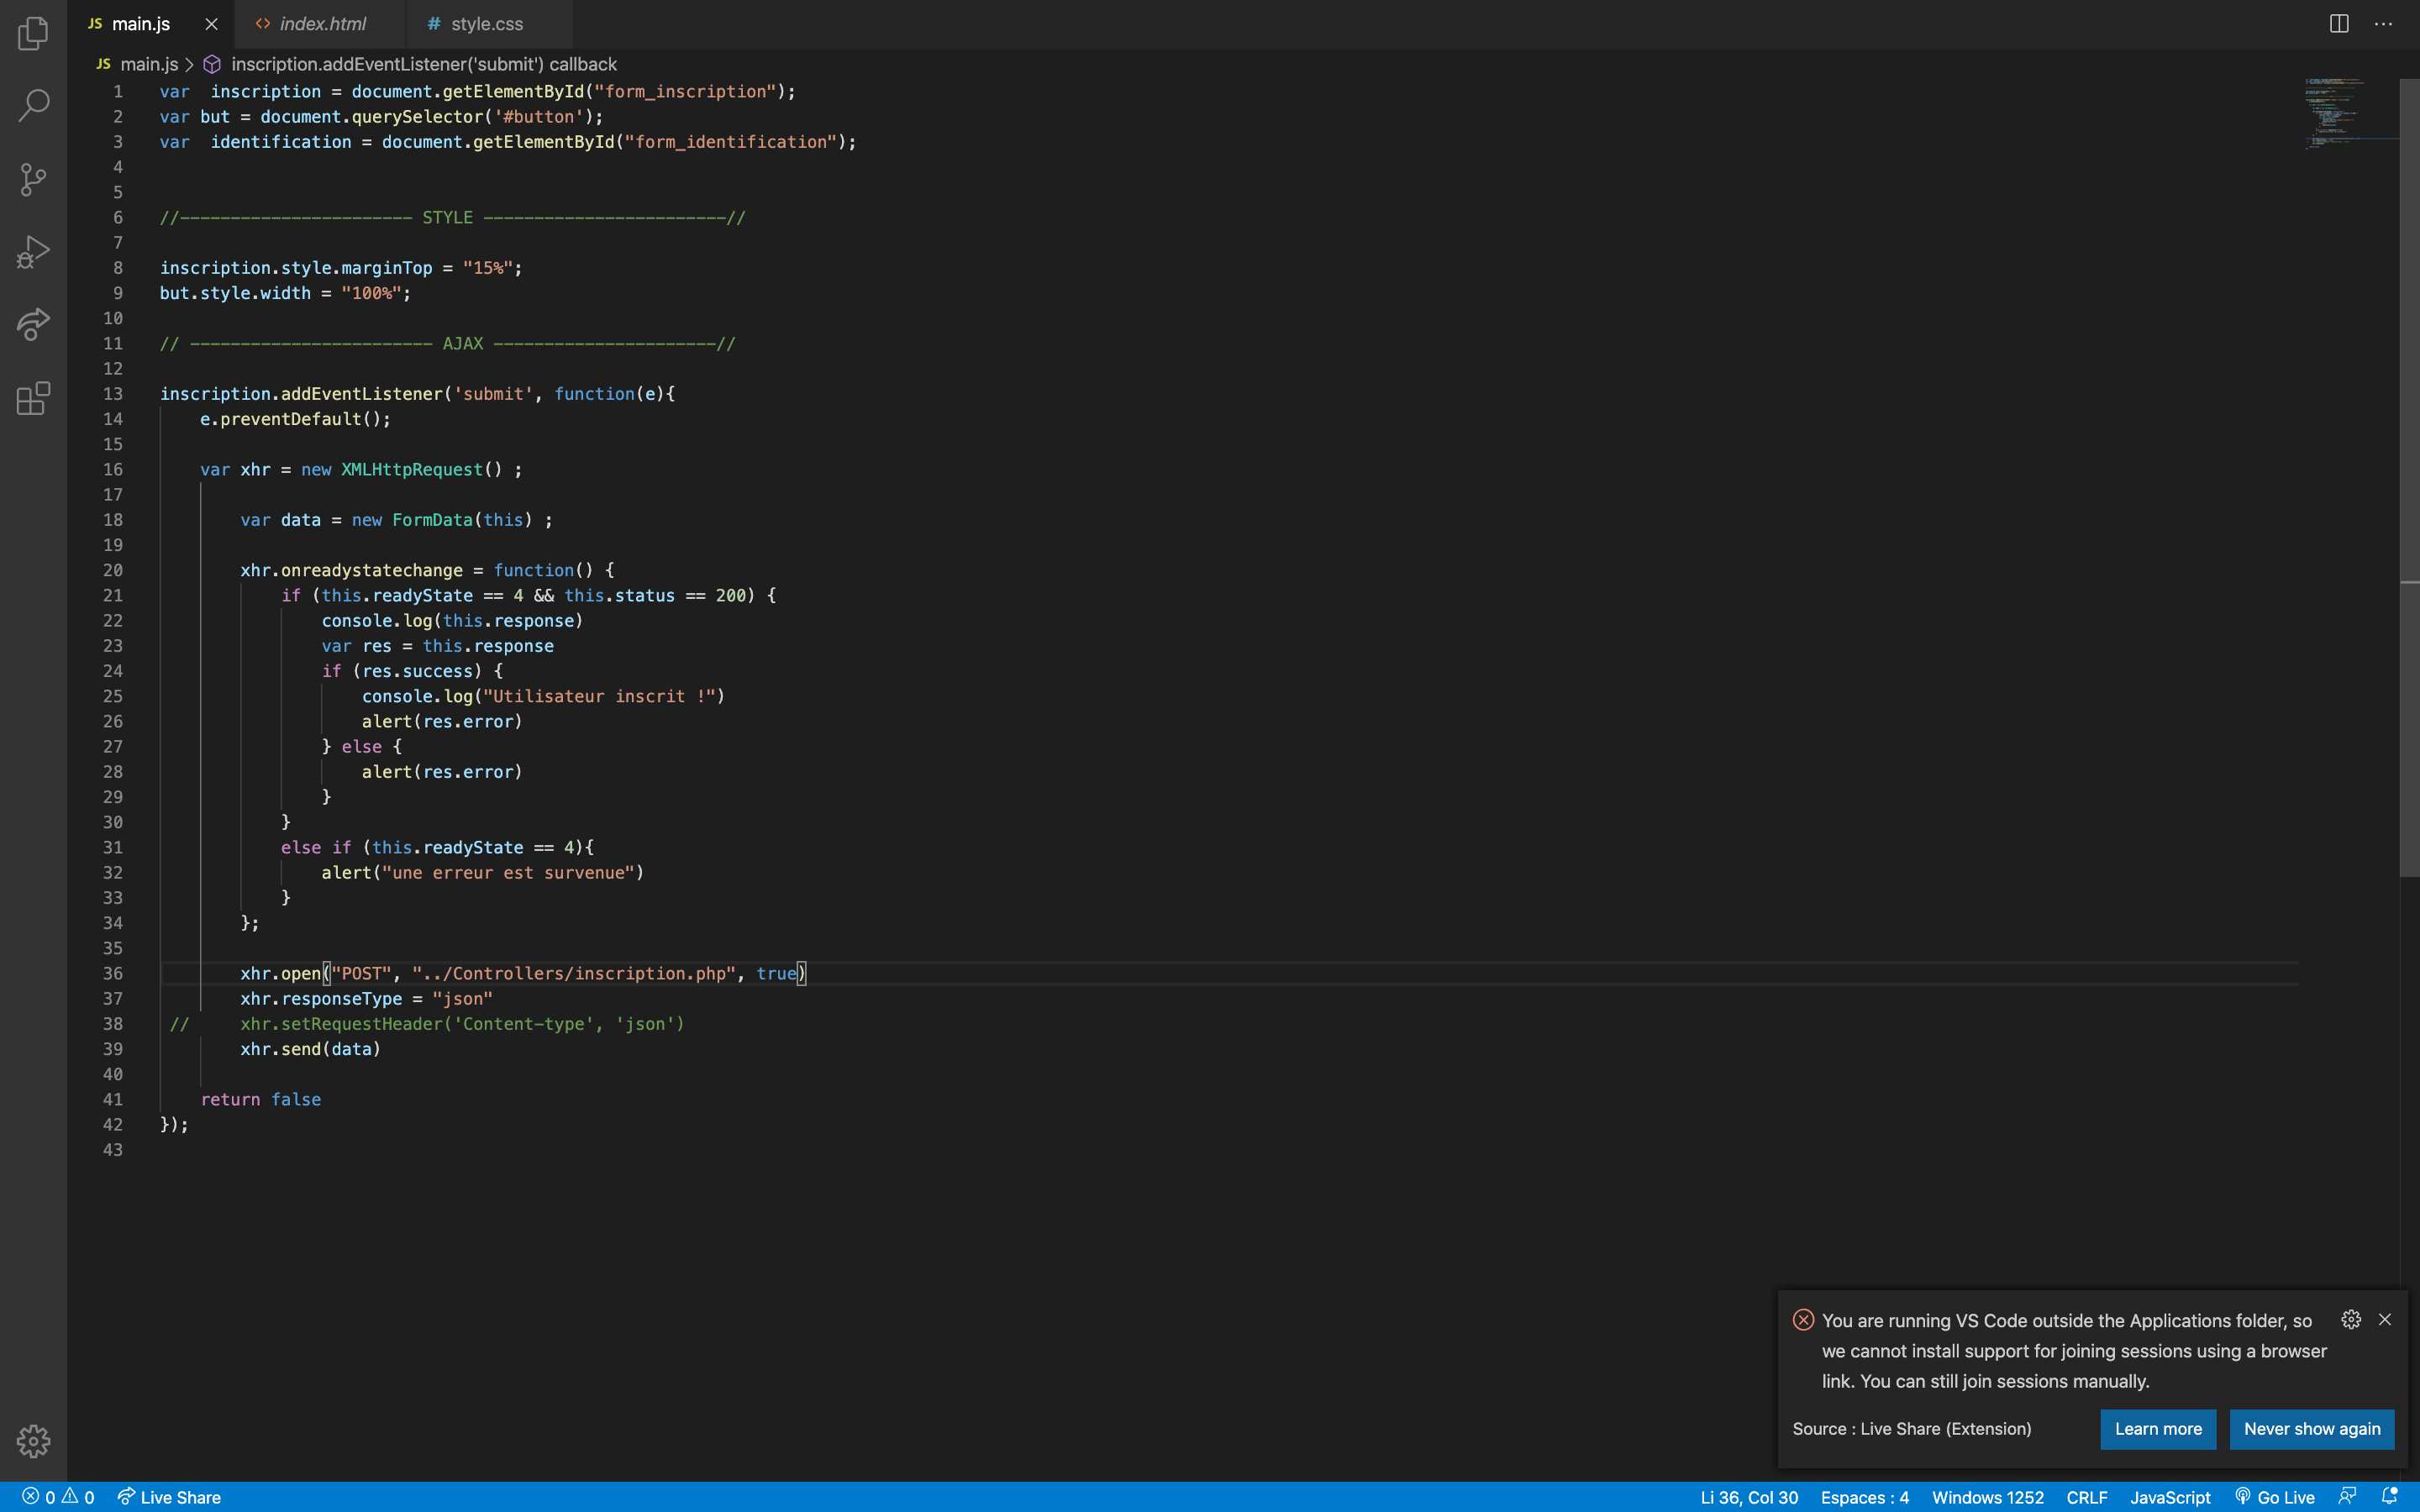 JS main.js × <> index.html # style.css ...
JS main.js > inscription.addEventListener('submit') callback
1 var  inscription = document.getElementById("form_inscription");
2 var but = document.querySelector('#button');
3 var  identification = document.getElementById("form_identification");
4
5
6 //----------------------- STYLE ------------------------//
7
8 inscription.style.marginTop = "15%";
9 but.style.width = "100%";
10
11 // ------------------------ AJAX ----------------------//
12
13 inscription.addEventListener('submit', function(e){
14     e.preventDefault();
15
16     var xhr = new XMLHttpRequest() ;
17
18         var data = new FormData(this) ;
19
20         xhr.onreadystatechange = function() {
21             if (this.readyState == 4 && this.status == 200) {
22                 console.log(this.response)
23                 var res = this.response
24                 if (res.success) {
25                     console.log("Utilisateur inscrit !")
26                     alert(res.error)
27                 } else {
28                     alert(res.error)
29                 }
30             }
31             else if (this.readyState == 4){
32                 alert("une erreur est survenue")
33             }
34         };
35
36         xhr.open("POST", "../Controllers/inscription.php", true)
37         xhr.responseType = "json"
38  //     xhr.setRequestHeader('Content-type', 'json')
39         xhr.send(data)
40
41     return false
42 });
43
You are running VS Code outside the Applications folder, so
we cannot install support for joining sessions using a browser
link. You can still join sessions manually.
Source : Live Share (Extension) Learn more Never show again
0 0 Live Share Li 36, Col 30 Espaces : 4 Windows 1252 CRLF JavaScript Go Live